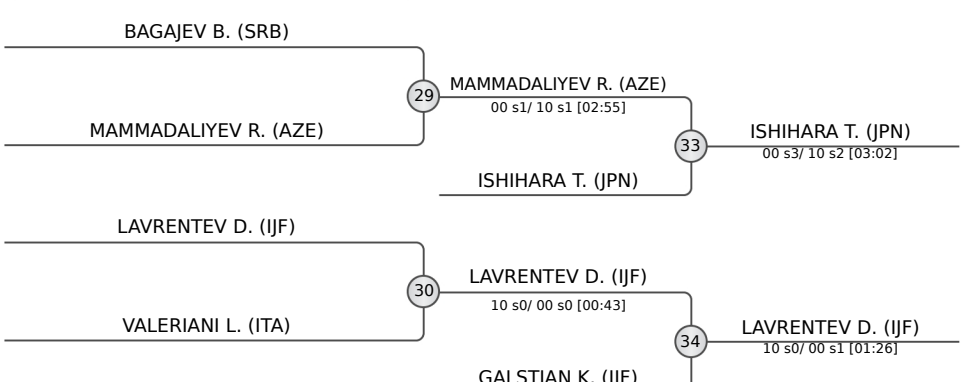 BAGAJEV B. (SRB)
29
MAMMADALIYEV R. (AZE)
00 s1/ 10 s1 [02:55]
MAMMADALIYEV R. (AZE)
33
ISHIHARA T. (JPN)
00 s3/ 10 s2 [03:02]
ISHIHARA T. (JPN)
LAVRENTEV D. (IJF)
30
LAVRENTEV D. (IJF)
10 s0/ 00 s0 [00:43]
VALERIANI L. (ITA)
34
LAVRENTEV D. (IJF)
10 s0/ 00 s1 [01:26]
GALSTIAN K. (IJF)